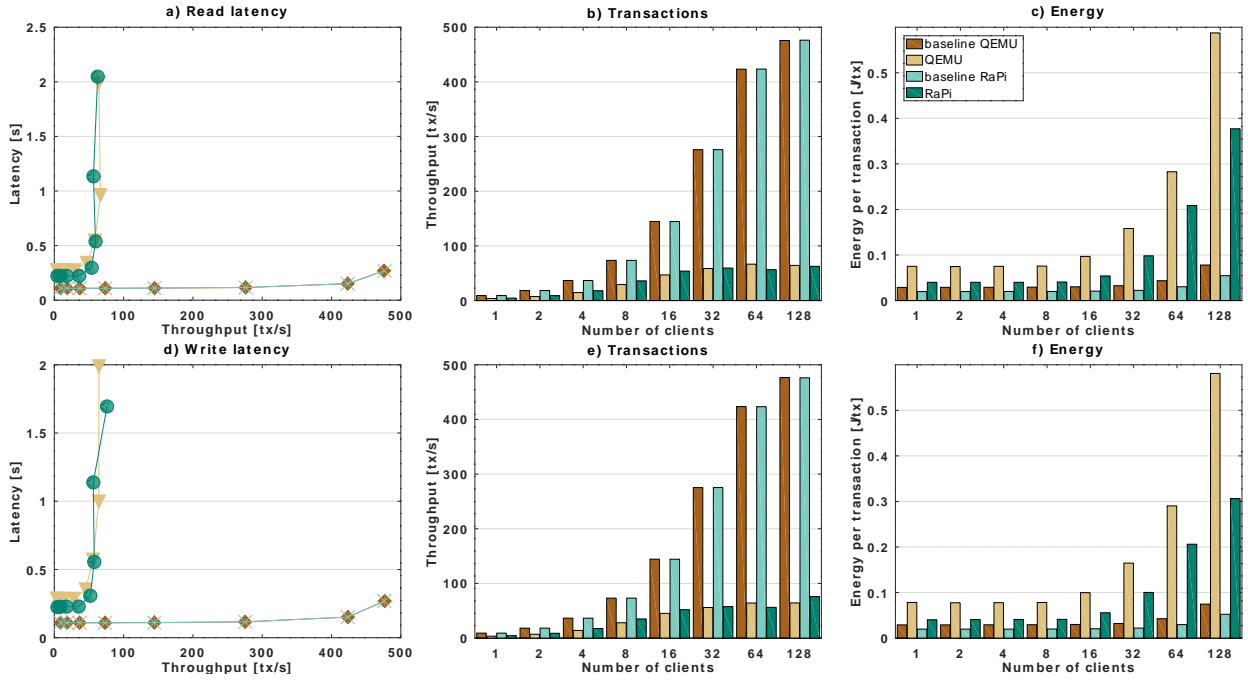 a) Read latency
2.5
2
1.5
1
0.5
0
Latency [s]
0 100 200 300 400 500
Throughput [tx/s]
b) Transactions
500
400
300
200
100
0
Throughput [tx/s]
1 2 4 8 16 32 64 128
Number of clients
c) Energy
baseline QEMU
QEMU
baseline RaPi
RaPi
0.5
0.4
0.3
0.2
0.1
0
Energy per transaction [J/tx]
1 2 4 8 16 32 64 128
Number of clients
d) Write latency
2
1.5
1
0.5
0
Latency [s]
0 100 200 300 400 500
Throughput [tx/s]
e) Transactions
500
400
300
200
100
0
Throughput [tx/s]
1 2 4 8 16 32 64 128
Number of clients
f) Energy
0.5
0.4
0.3
0.2
0.1
0
Energy per transaction [J/tx]
1 2 4 8 16 32 64 128
Number of clients